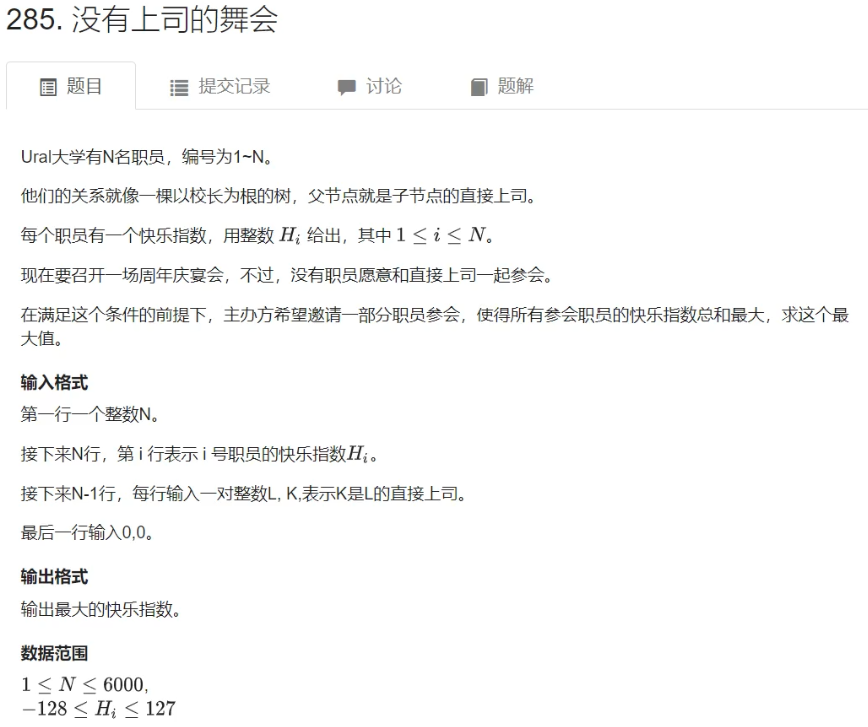 285. 没有上司的舞会
题目 提交记录 讨论 题解
Ural大学有N名职员，编号为1~N。
他们的关系就像一棵以校长为根的树，父节点就是子节点的直接上司。
每个职员有一个快乐指数，用整数 H_i 给出，其中 1 ≤ i ≤ N。
现在要召开一场周年庆宴会，不过，没有职员愿意和直接上司一起参会。
在满足这个条件的前提下，主办方希望邀请一部分职员参会，使得所有参会职员的快乐指数总和最大，求这个最
大值。
输入格式
第一行一个整数N。
接下来N行，第 i 行表示 i 号职员的快乐指数H_i。
接下来N-1行，每行输入一对整数L, K,表示K是L的直接上司。
最后一行输入0,0。
输出格式
输出最大的快乐指数。
数据范围
1 ≤ N ≤ 6000,
−128 ≤ H_i ≤ 127